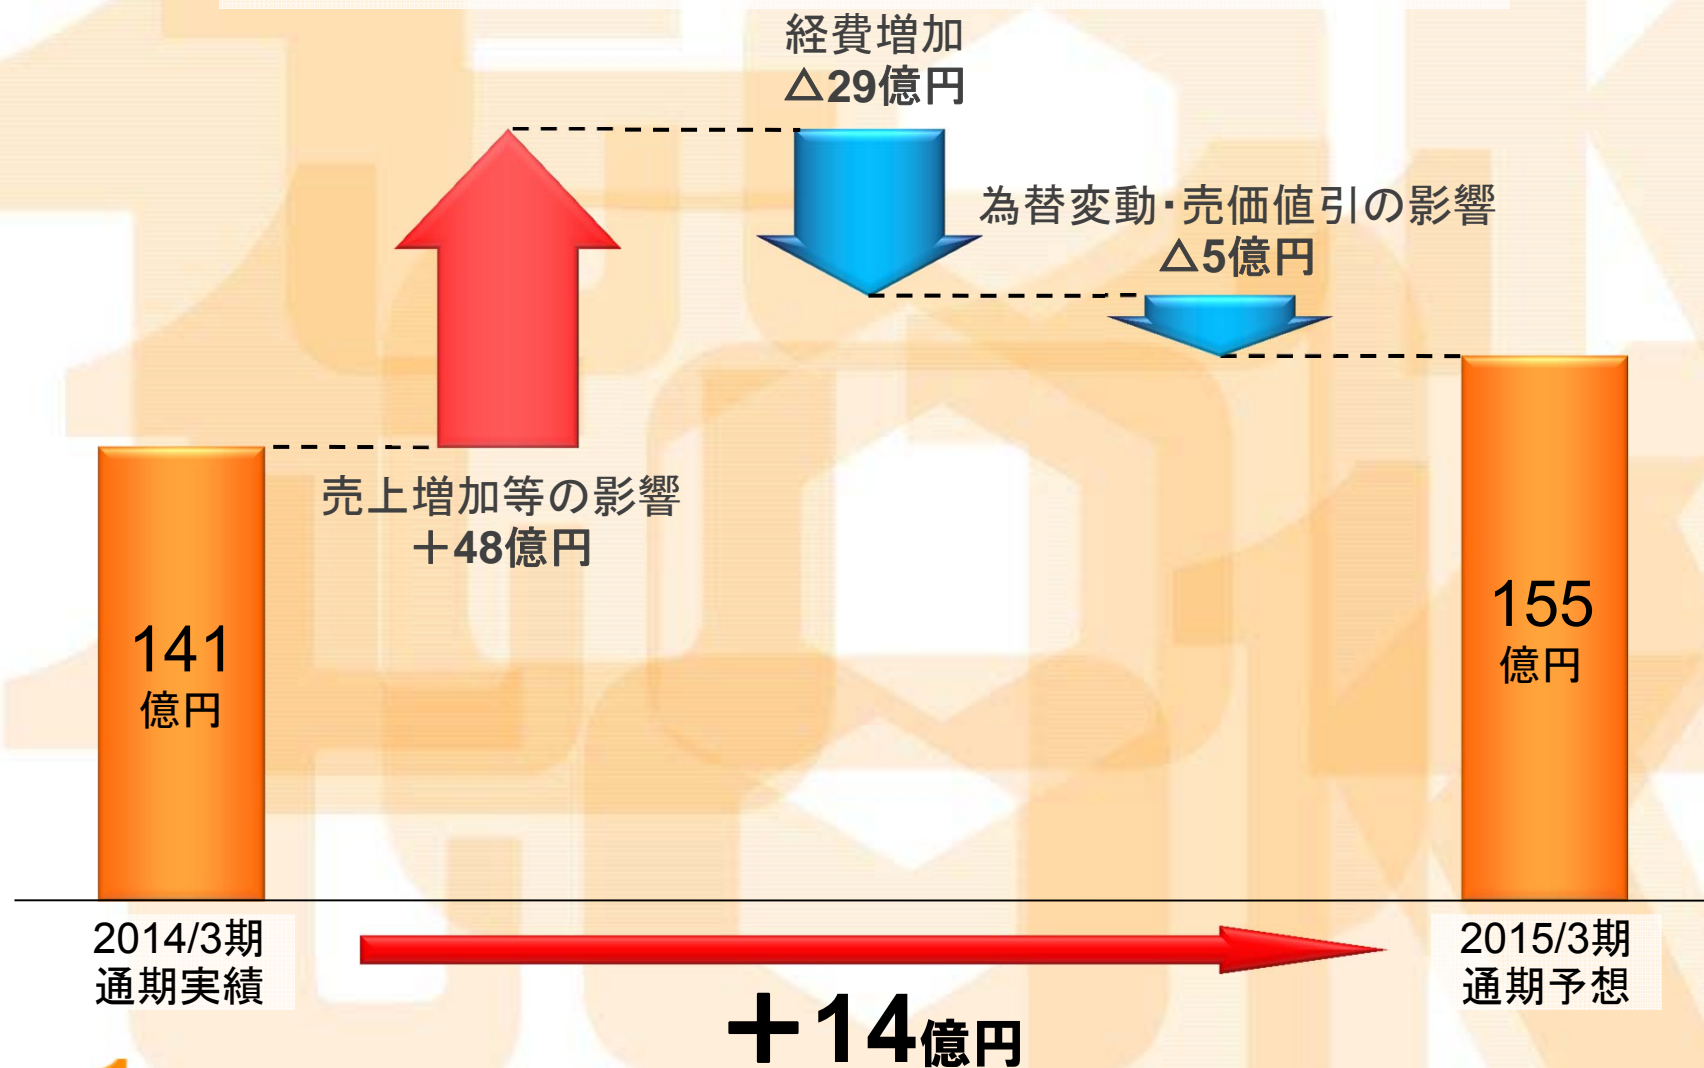 経費増加
△29億円
為替変動・売価値引の影響
△5億円
売上増加等の影響
＋48億円
141
億円
155
億円
2014/3期
通期実績
2015/3期
通期予想
＋14億円